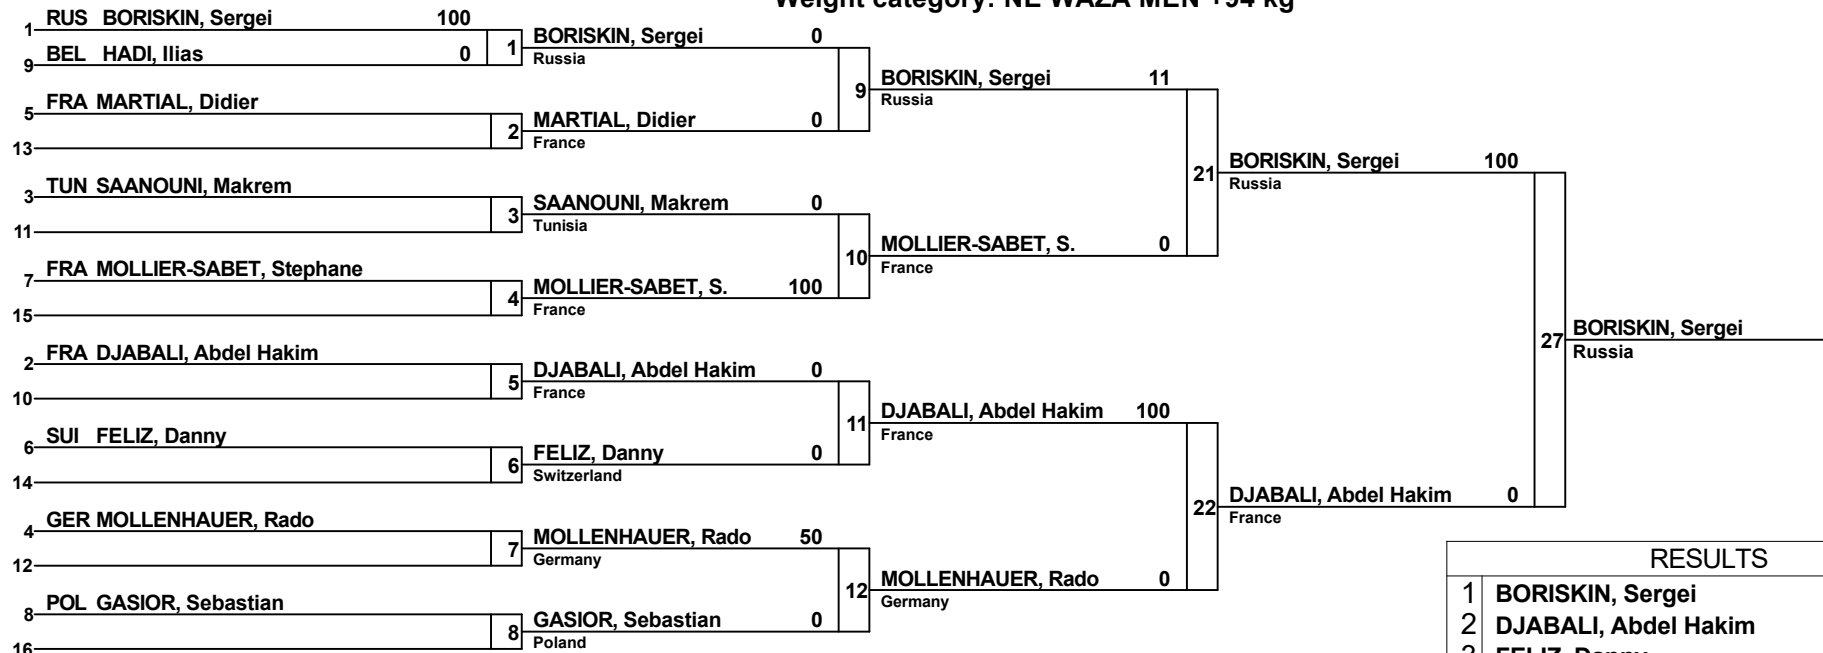 Weight category: NE WAZA MEN +94 kg
1 RUS BORISKIN, Sergei 100
9 BEL HADI, Ilias 0
5 FRA MARTIAL, Didier
13
3 TUN SAANOUNI, Makrem
11
7 FRA MOLLIER-SABET, Stephane
15
2 FRA DJABALI, Abdel Hakim
10
6 SUI FELIZ, Danny
14
4 GER MOLLENHAUER, Rado
12
8 POL GASIOR, Sebastian
16
1 BORISKIN, Sergei 0
Russia
2 MARTIAL, Didier 0
France
3 SAANOUNI, Makrem 0
Tunisia
4 MOLLIER-SABET, S. 100
France
5 DJABALI, Abdel Hakim 0
France
6 FELIZ, Danny 0
Switzerland
7 MOLLENHAUER, Rado 50
Germany
8 GASIOR, Sebastian 0
Poland
9 BORISKIN, Sergei 11
Russia
10 MOLLIER-SABET, S. 0
France
11 DJABALI, Abdel Hakim 100
France
12 MOLLENHAUER, Rado 0
Germany
21 BORISKIN, Sergei 100
Russia
22 DJABALI, Abdel Hakim 0
France
27 BORISKIN, Sergei
Russia
RESULTS
1 BORISKIN, Sergei
2 DJABALI, Abdel Hakim
3 FELIZ, Danny